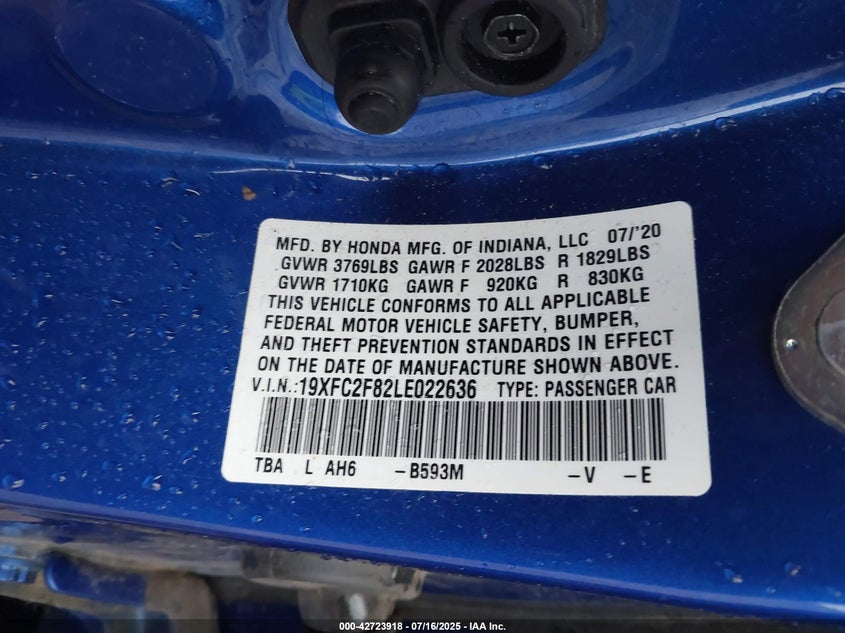 MFD. BY HONDA MFG. OF INDIANA, LLC 07/'20
GVWR 3769LBS GAWR F 2028LBS R 1829LBS
GVWR 1710KG GAWR F 920KG R 830KG
THIS VEHICLE CONFORMS TO ALL APPLICABLE
FEDERAL MOTOR VEHICLE SAFETY, BUMPER,
AND THEFT PREVENTION STANDARDS IN EFFECT
ON THE DATE OF MANUFACTURE SHOWN ABOVE.
V.I.N.:19XFC2F82LE022636 TYPE: PASSENGER CAR
TBA L AH6 -B593M -V -E
000-42723918 - 07/16/2025 - IAA Inc.